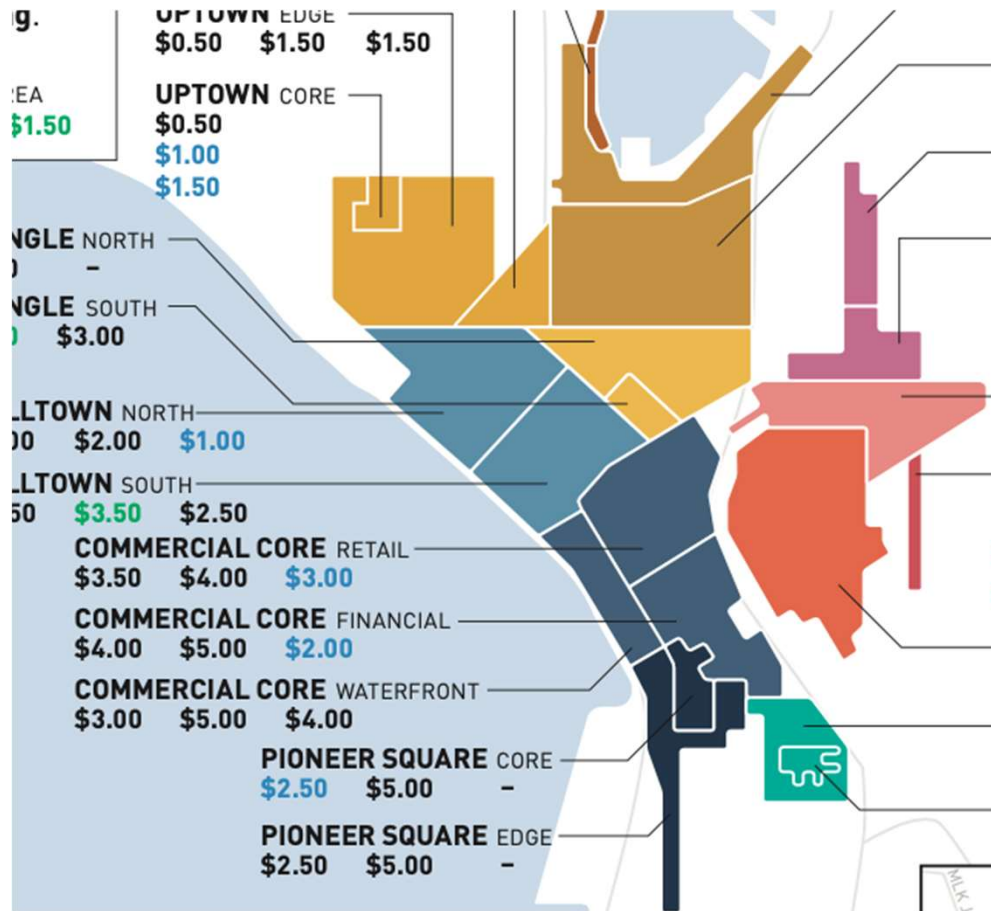 g.
UPTOWN EDGE
$0.50 $1.50 $1.50
EA
$1.50
UPTOWN CORE
$0.50
$1.00
$1.50
NGLE NORTH
–
NGLE SOUTH
$3.00
LLTOWN NORTH
00 $2.00 $1.00
LLTOWN SOUTH
50 $3.50 $2.50
COMMERCIAL CORE RETAIL
$3.50 $4.00 $3.00
COMMERCIAL CORE FINANCIAL
$4.00 $5.00 $2.00
COMMERCIAL CORE WATERFRONT
$3.00 $5.00 $4.00
PIONEER SQUARE CORE
$2.50 $5.00 –
PIONEER SQUARE EDGE
$2.50 $5.00 –
MLK J